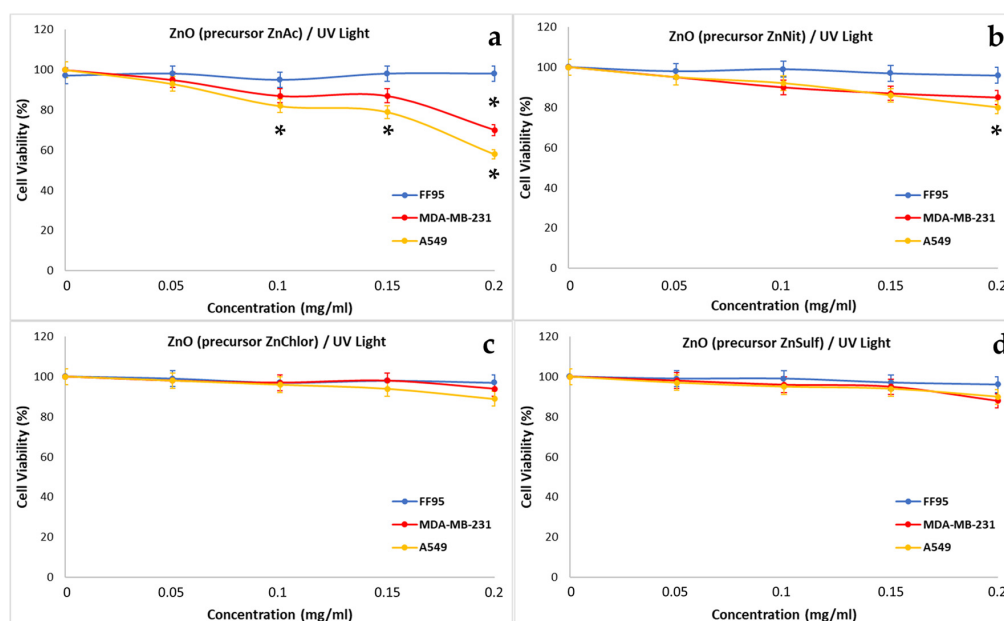 ZnO (precursor ZnAc) / UV Light
a
120
100
80
60
40
20
0
Cell Viability (%)
*
*
*
*
FF95
MDA-MB-231
A549
0
0.05
0.1
0.15
0.2
Concentration (mg/ml)
ZnO (precursor ZnNit) / UV Light
b
120
100
80
60
40
20
0
Cell Viability (%)
*
FF95
MDA-MB-231
A549
0
0.05
0.1
0.15
0.2
Concentration (mg/ml)
ZnO (precursor ZnChlor) / UV Light
c
120
100
80
60
40
20
0
Cell Viability (%)
FF95
MDA-MB-231
A549
0
0.05
0.1
0.15
0.2
Concentration (mg/ml)
ZnO (precursor ZnSulf) / UV Light
d
120
100
80
60
40
20
0
Cell Viability (%)
FF95
MDA-MB-231
A549
0
0.05
0.1
0.15
0.2
Concentration (mg/ml)